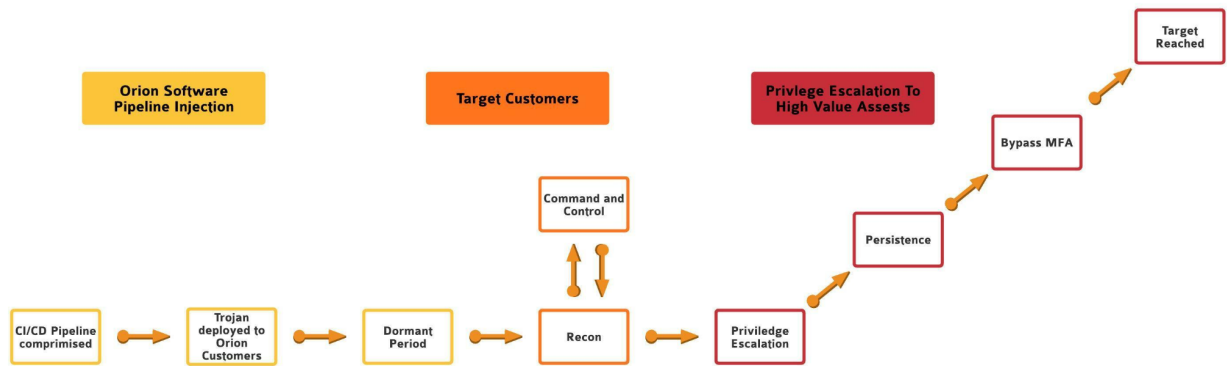 Orion Software
Pipeline Injection
Target Customers
Privlege Escalation To
High Value Assests
Target
Reached
Bypass MFA
Command and
Control
Persistence
CI/CD Pipeline
comprimised
Trojan
deployed to
Orion
Customers
Dormant
Period
Recon
Priviledge
Escalation